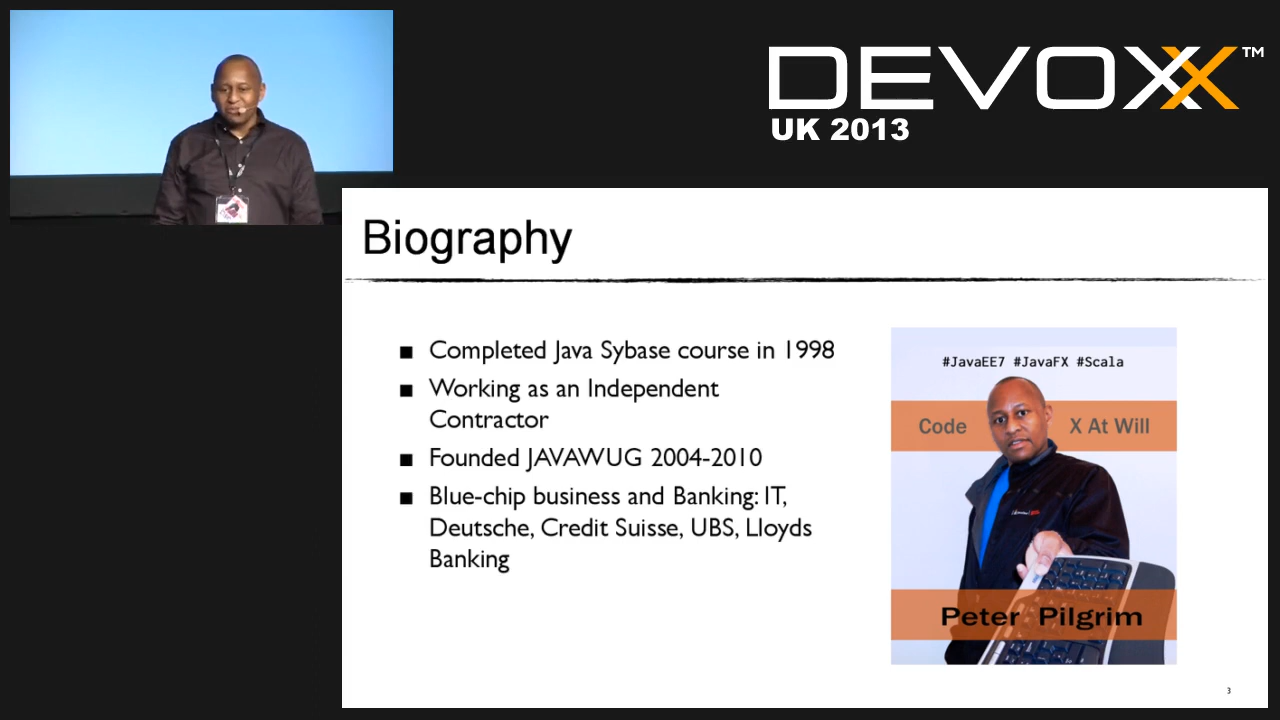 DEVOXX™
UK 2013
Biography
■ Completed Java Sybase course in 1998
■ Working as an Independent
Contractor
■ Founded JAVAWUG 2004-2010
■ Blue-chip business and Banking: IT,
Deutsche, Credit Suisse, UBS, Lloyds
Banking
#JavaEE7 #JavaFX #Scala
Code X At Will
Peter Pilgrim
3